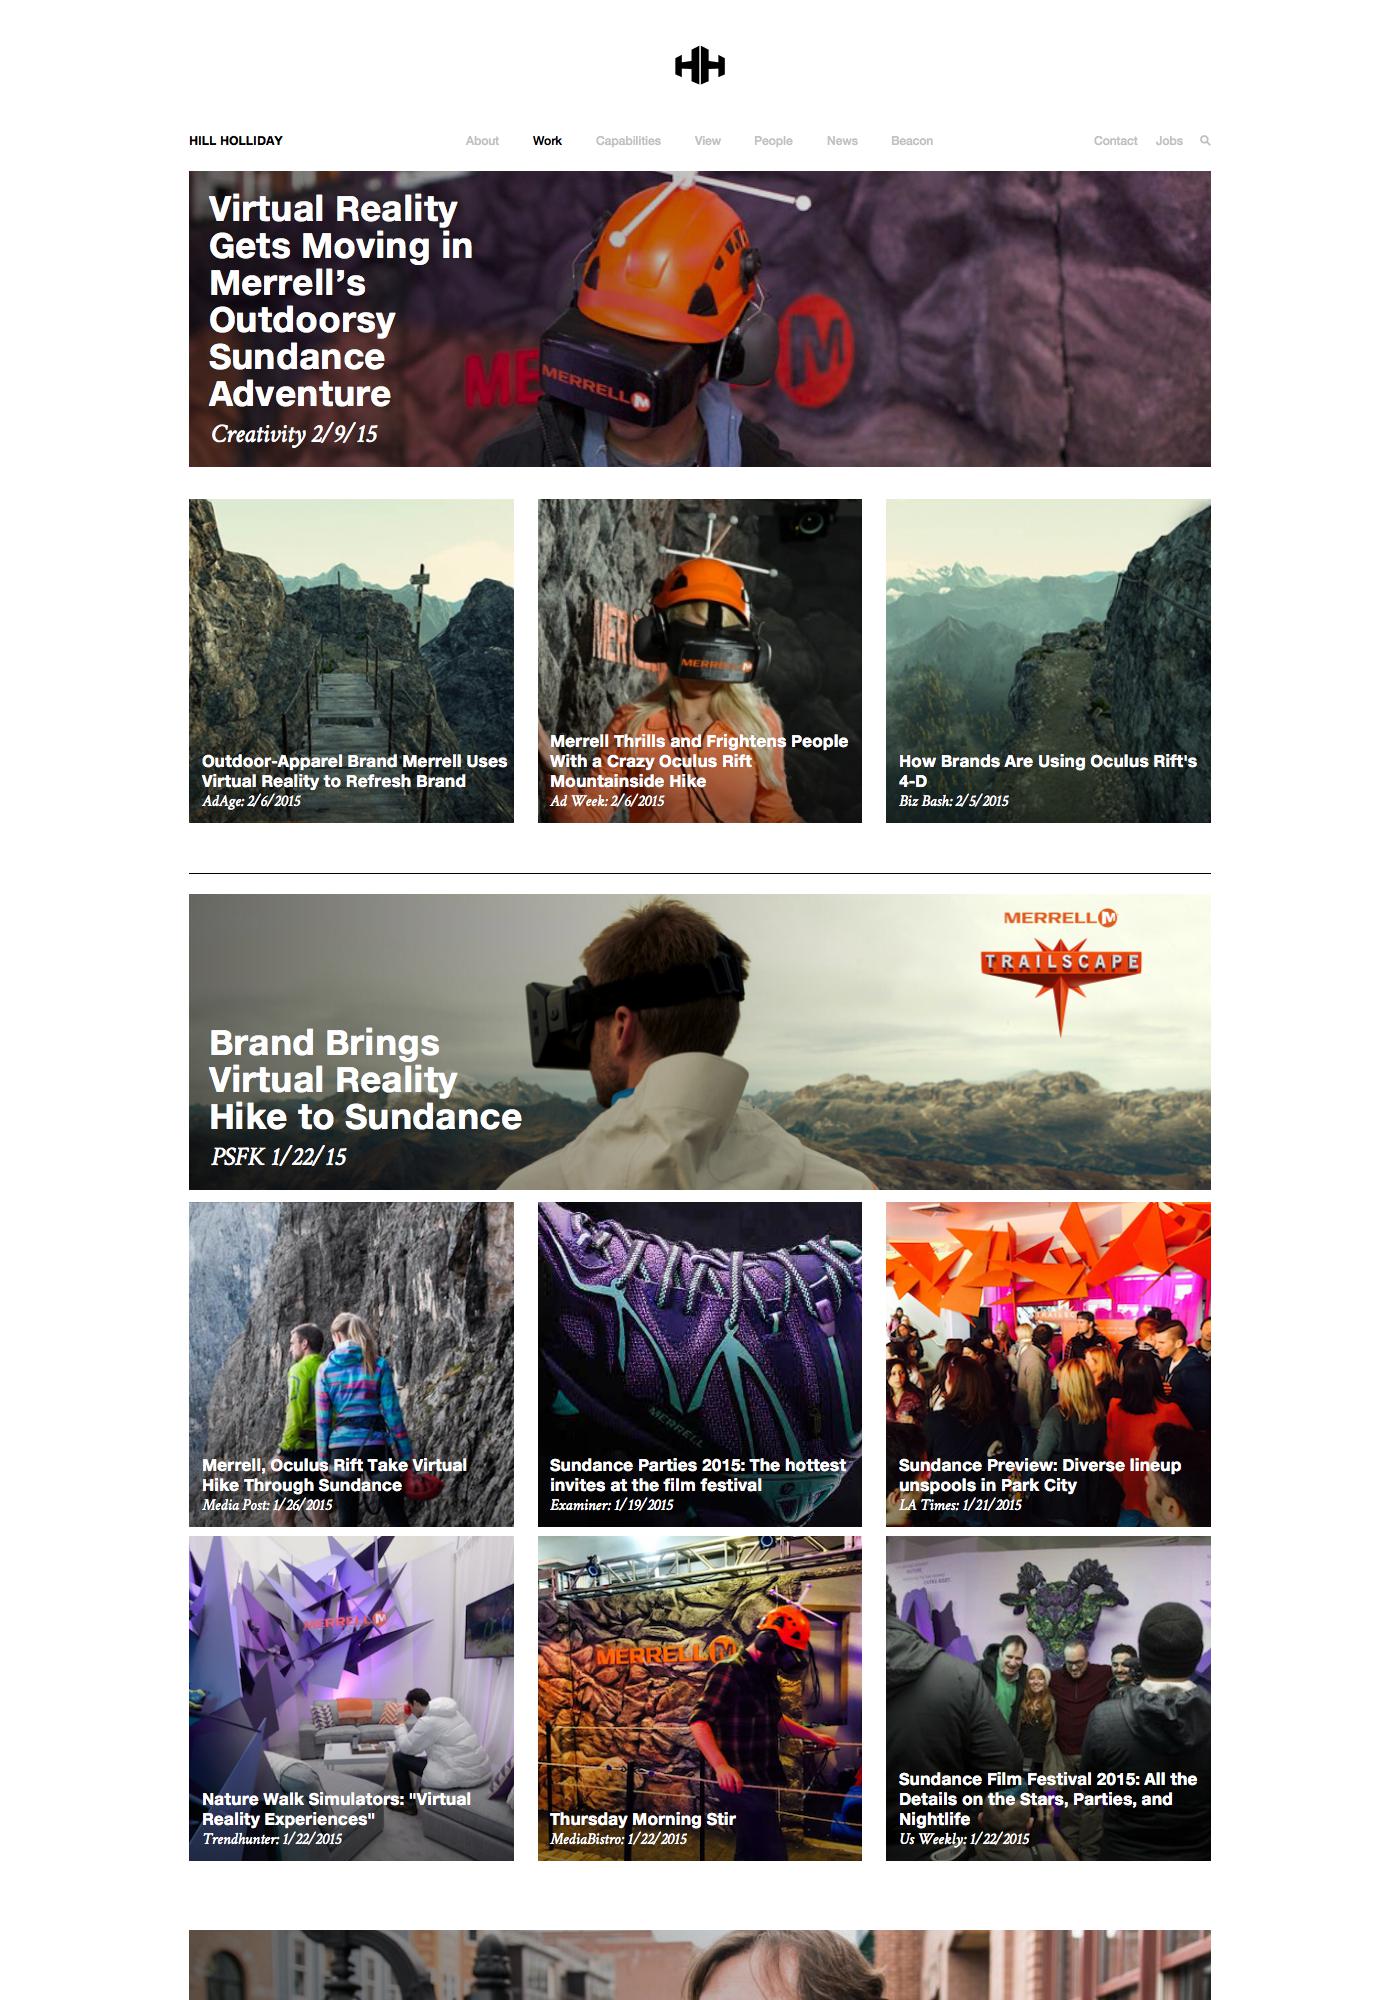 HILL HOLLIDAY
About Work Capabilities View People News Beacon
Contact Jobs
Virtual Reality
Gets Moving in
Merrell’s
Outdoorsy
Sundance
Adventure
Creativity 2/9/15
ME
M
MERRELL M
Outdoor-Apparel Brand Merrell Uses
Virtual Reality to Refresh Brand
AdAge: 2/6/2015
MER
MERRELL M
Merrell Thrills and Frightens People
With a Crazy Oculus Rift
Mountainside Hike
Ad Week: 2/6/2015
How Brands Are Using Oculus Rift's
4-D
Biz Bash: 2/5/2015
MERRELL M
TRAILSCAPE
Brand Brings
Virtual Reality
Hike to Sundance
PSFK 1/22/15
Merrell, Oculus Rift Take Virtual
Hike Through Sundance
Media Post: 1/26/2015
MERRELL
Sundance Parties 2015: The hottest
invites at the film festival
Examiner: 1/19/2015
Sundance Preview: Diverse lineup
unspools in Park City
LA Times: 1/21/2015
MERRELL M
Nature Walk Simulators: "Virtual
Reality Experiences"
Trendhunter: 1/22/2015
MERRELL M
Thursday Morning Stir
MediaBistro: 1/22/2015
Sundance Film Festival 2015: All the
Details on the Stars, Parties, and
Nightlife
Us Weekly: 1/22/2015